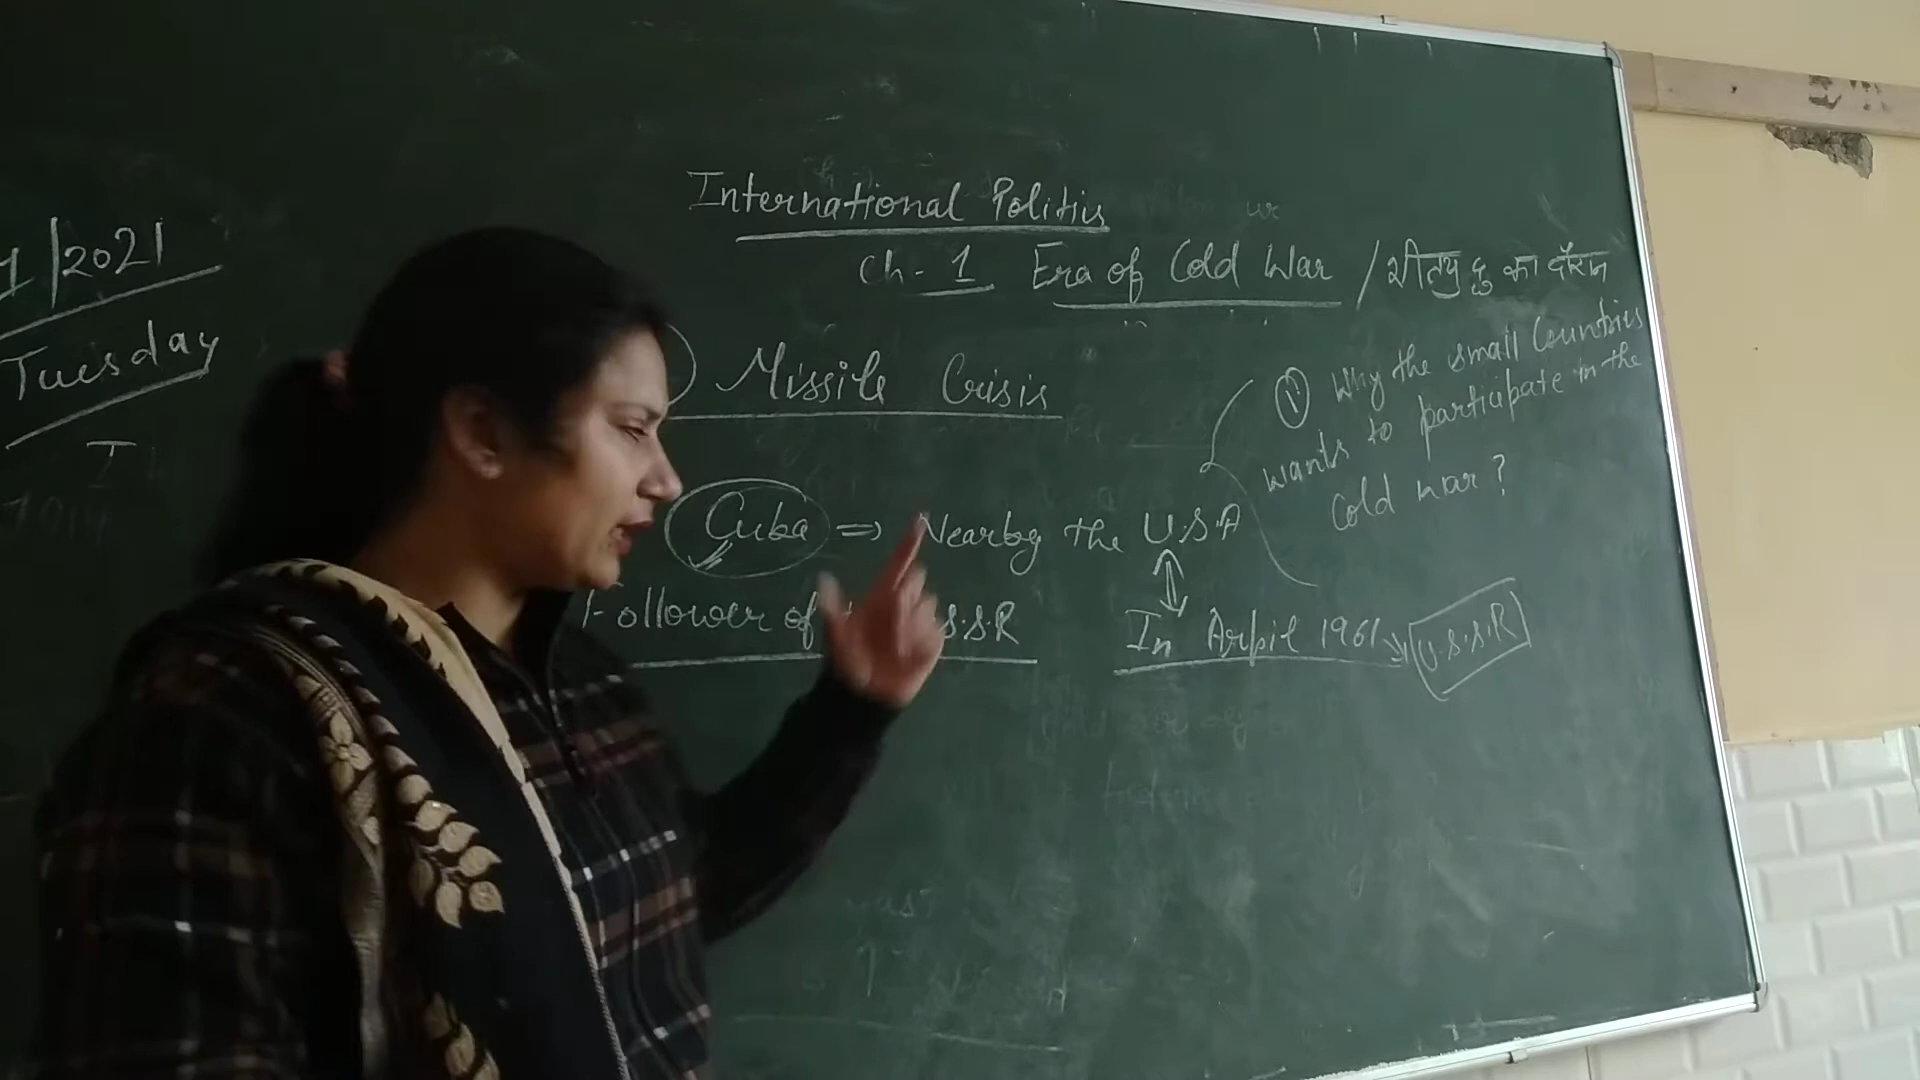 1/2021
Tuesday
International Politics
Ch- 1 Era of Cold War / शीतयुद्ध का दौर
Missile Crisis
① Why the small Countries
wants to participate in the
Cold war?
Cuba => Nearby the U.S.A
Follower of S.S.R
In Arpil 1961 → U.S.S.R